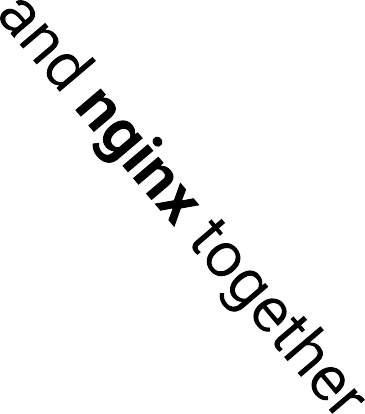 and nginx together